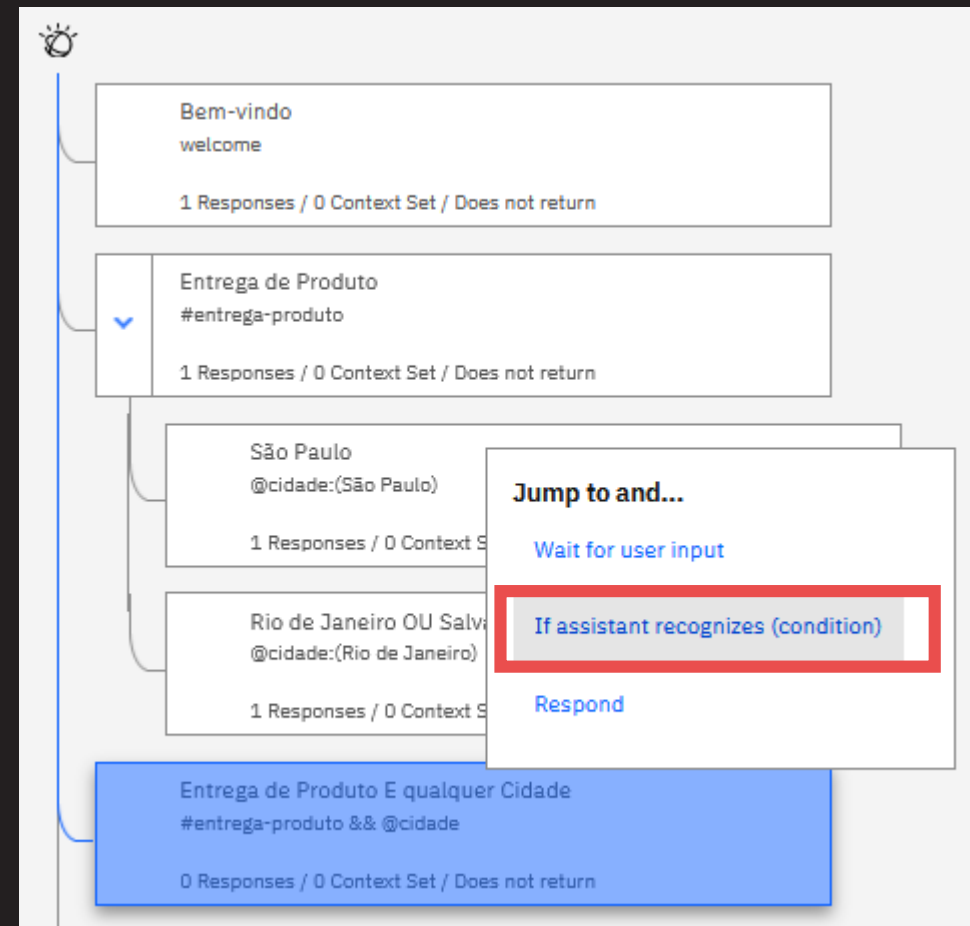 Bem-vindo
welcome
1 Responses / 0 Context Set / Does not return
Entrega de Produto
#entrega-produto
1 Responses / 0 Context Set / Does not return
São Paulo
@cidade:(São Paulo)
1 Responses / 0 Context
Jump to and...
Wait for user input
If assistant recognizes (condition)
Respond
Rio de Janeiro OU
@cidade:(Rio de Janeiro)
1 Responses / 0 Context
Entrega de Produto E qualquer Cidade
#entrega-produto && @cidade
0 Responses / 0 Context Set / Does not return